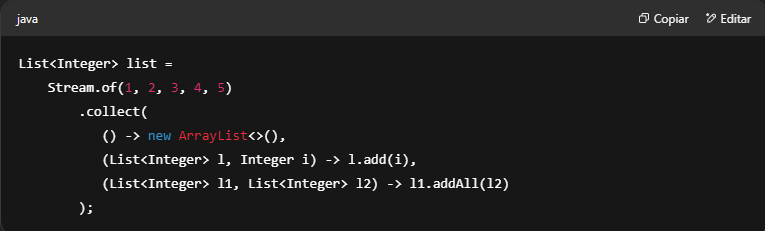 java
Copiar
Editar
List<Integer> list =
    Stream.of(1, 2, 3, 4, 5)
        .collect(
           () -> new ArrayList<>(),
           (List<Integer> l, Integer i) -> l.add(i),
           (List<Integer> l1, List<Integer> l2) -> l1.addAll(l2)
        );